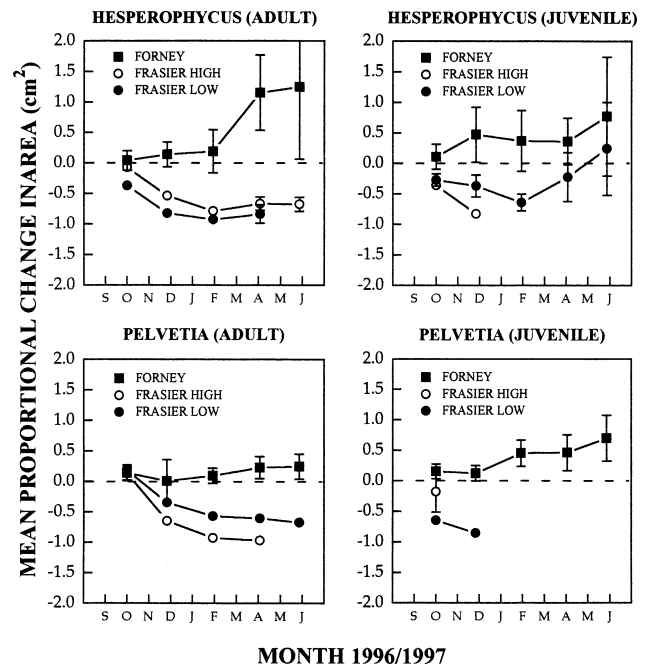 HESPEROPHYCUS (ADULT)
2.0
1.5
1.0
0.5
0.0
-0.5
-1.0
-1.5
-2.0
FORNEY
FRASIER HIGH
FRASIER LOW
S O N D J F M A M J
HESPEROPHYCUS (JUVENILE)
2.0
1.5
1.0
0.5
0.0
-0.5
-1.0
-1.5
-2.0
FORNEY
FRASIER HIGH
FRASIER LOW
S O N D J F M A M J
PELVETIA (ADULT)
2.0
1.5
1.0
0.5
0.0
-0.5
-1.0
-1.5
-2.0
FORNEY
FRASIER HIGH
FRASIER LOW
S O N D J F M A M J
PELVETIA (JUVENILE)
2.0
1.5
1.0
0.5
0.0
-0.5
-1.0
-1.5
-2.0
FORNEY
FRASIER HIGH
FRASIER LOW
S O N D J F M A M J
MEAN PROPORTIONAL CHANGE INAREA (cm²)
MONTH 1996/1997